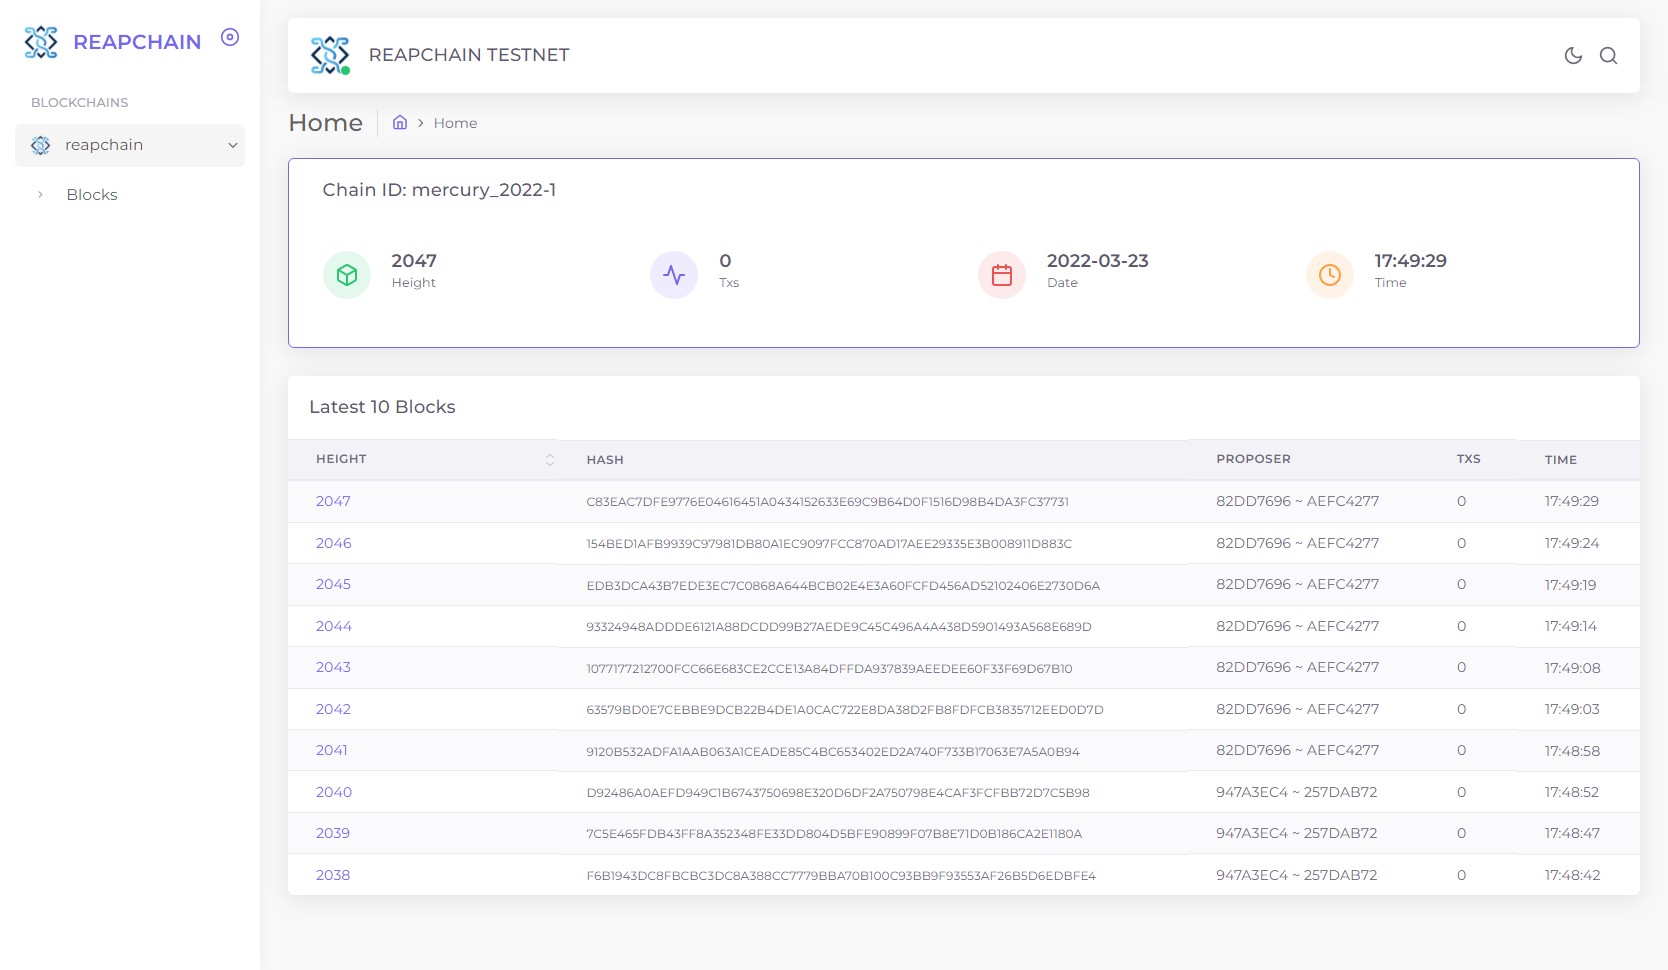 REAPCHAIN
BLOCKCHAINS
reapchain
Blocks
REAPCHAIN TESTNET
Home
Home
Chain ID: mercury_2022-1
2047
Height
0
Txs
2022-03-23
Date
17:49:29
Time
Latest 10 Blocks
HEIGHT HASH PROPOSER TXS TIME
2047 C83EAC7DFE9776E04616451A0434152633E69C9B64D0F1516D98B4DA3FC37731 82DD7696 ~ AEFC4277 0 17:49:29
2046 154BED1AFB9939C97981DB80A1EC9097FCC870AD17AEE29335E3B008911D883C 82DD7696 ~ AEFC4277 0 17:49:24
2045 EDB3DCA43B7EDE3EC7C0868A644BCB02E4E3A60FCFD456AD52102406E2730D6A 82DD7696 ~ AEFC4277 0 17:49:19
2044 93324948ADDDE6121A88DCDD99B27AEDE9C45C496A4A438D5901493A568E689D 82DD7696 ~ AEFC4277 0 17:49:14
2043 1077177212700FCC66E683CE2CCE13A84DFFDA937839AEEDEE60F33F69D67B10 82DD7696 ~ AEFC4277 0 17:49:08
2042 63579BD0E7CEBBE9DCB22B4DE1A0CAC722E8DA38D2FB8FDFCB3835712EED0D7D 82DD7696 ~ AEFC4277 0 17:49:03
2041 9120B532ADFA1AAB063A1CEADE85C4BC653402ED2A740F733B17063E7A5A0B94 82DD7696 ~ AEFC4277 0 17:48:58
2040 D92486A0AEFD949C1B6743750698E320D6DF2A750798E4CAF3FCFBB72D7C5B98 947A3EC4 ~ 257DAB72 0 17:48:52
2039 7C5E465FDB43FF8A352348FE33DD804D5BFE90899F07B8E71D0B186CA2E1180A 947A3EC4 ~ 257DAB72 0 17:48:47
2038 F6B1943DC8FBCBC3DC8A388CC7779BBA70B100C93BB9F93553AF26B5D6EDBFE4 947A3EC4 ~ 257DAB72 0 17:48:42